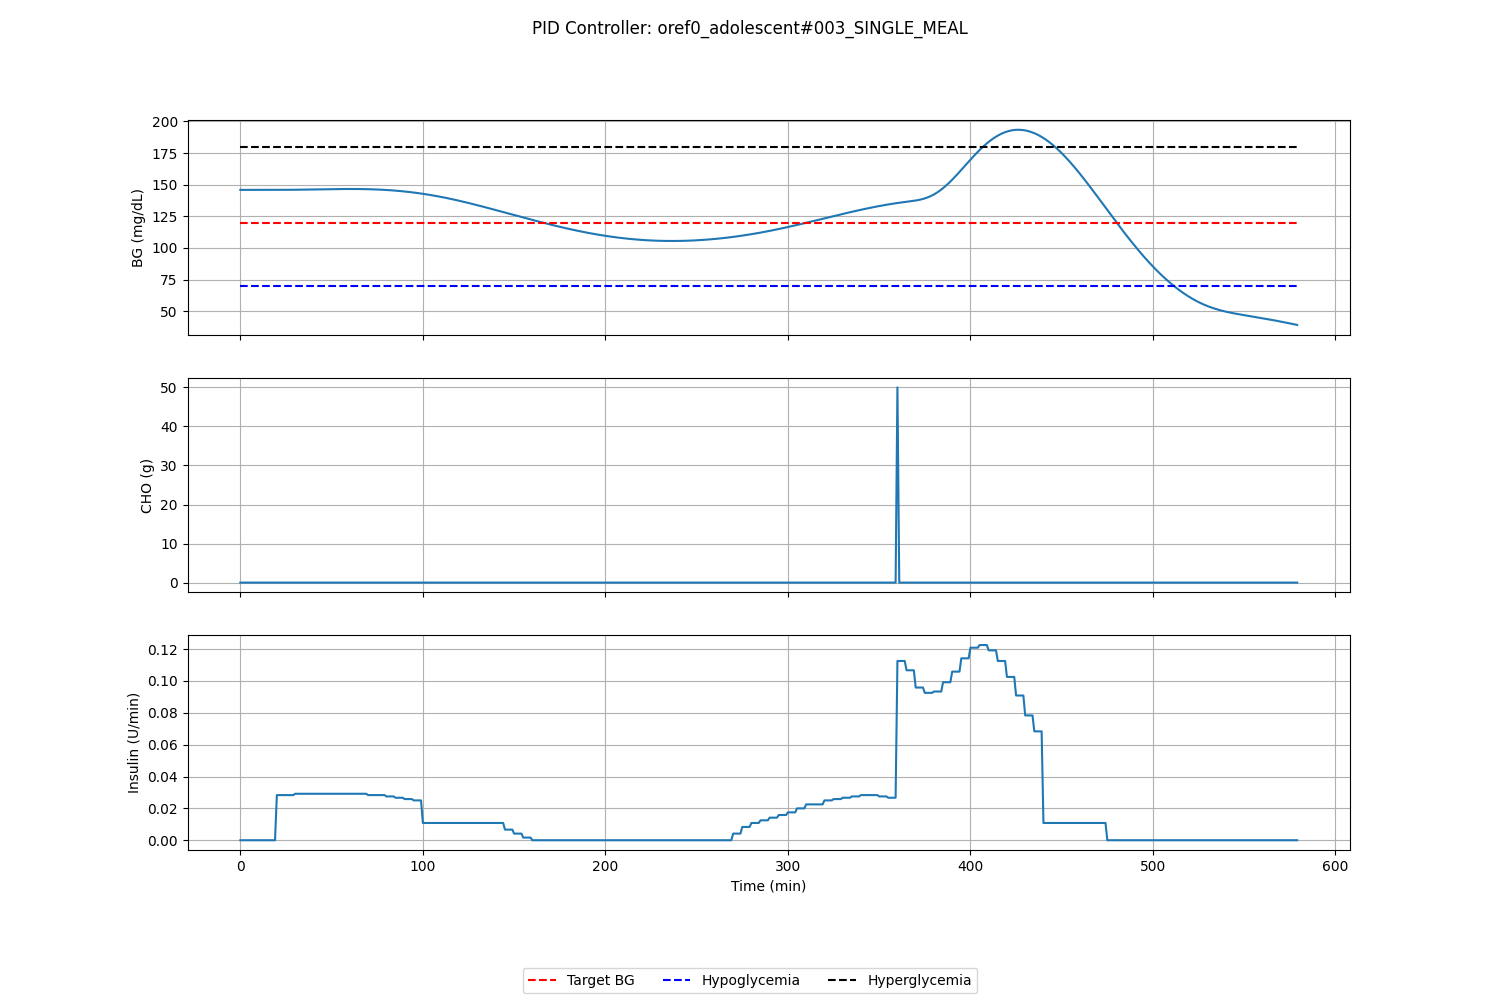 PID Controller: oref0_adolescent#003_SINGLE_MEAL
200
175
150
125
100
75
50
BG (mg/dL)
50
40
30
20
10
0
CHO (g)
0.12
0.10
0.08
0.06
0.04
0.02
0.00
Insulin (U/min)
0 100 200 300 400 500 600
Time (min)
Target BG Hypoglycemia Hyperglycemia